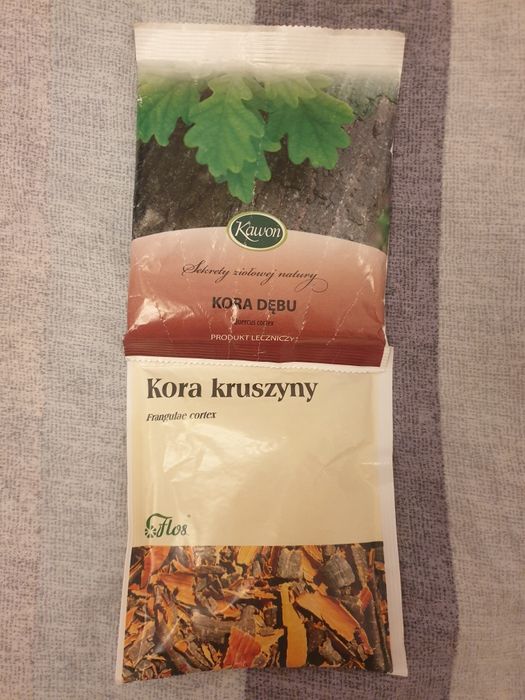 Kawon
Sekrety ziołowej natury
KORA DĘBU
Quercus cortex
PRODUKT LECZNICZY
Kora kruszyny
Frangulae cortex
Flos